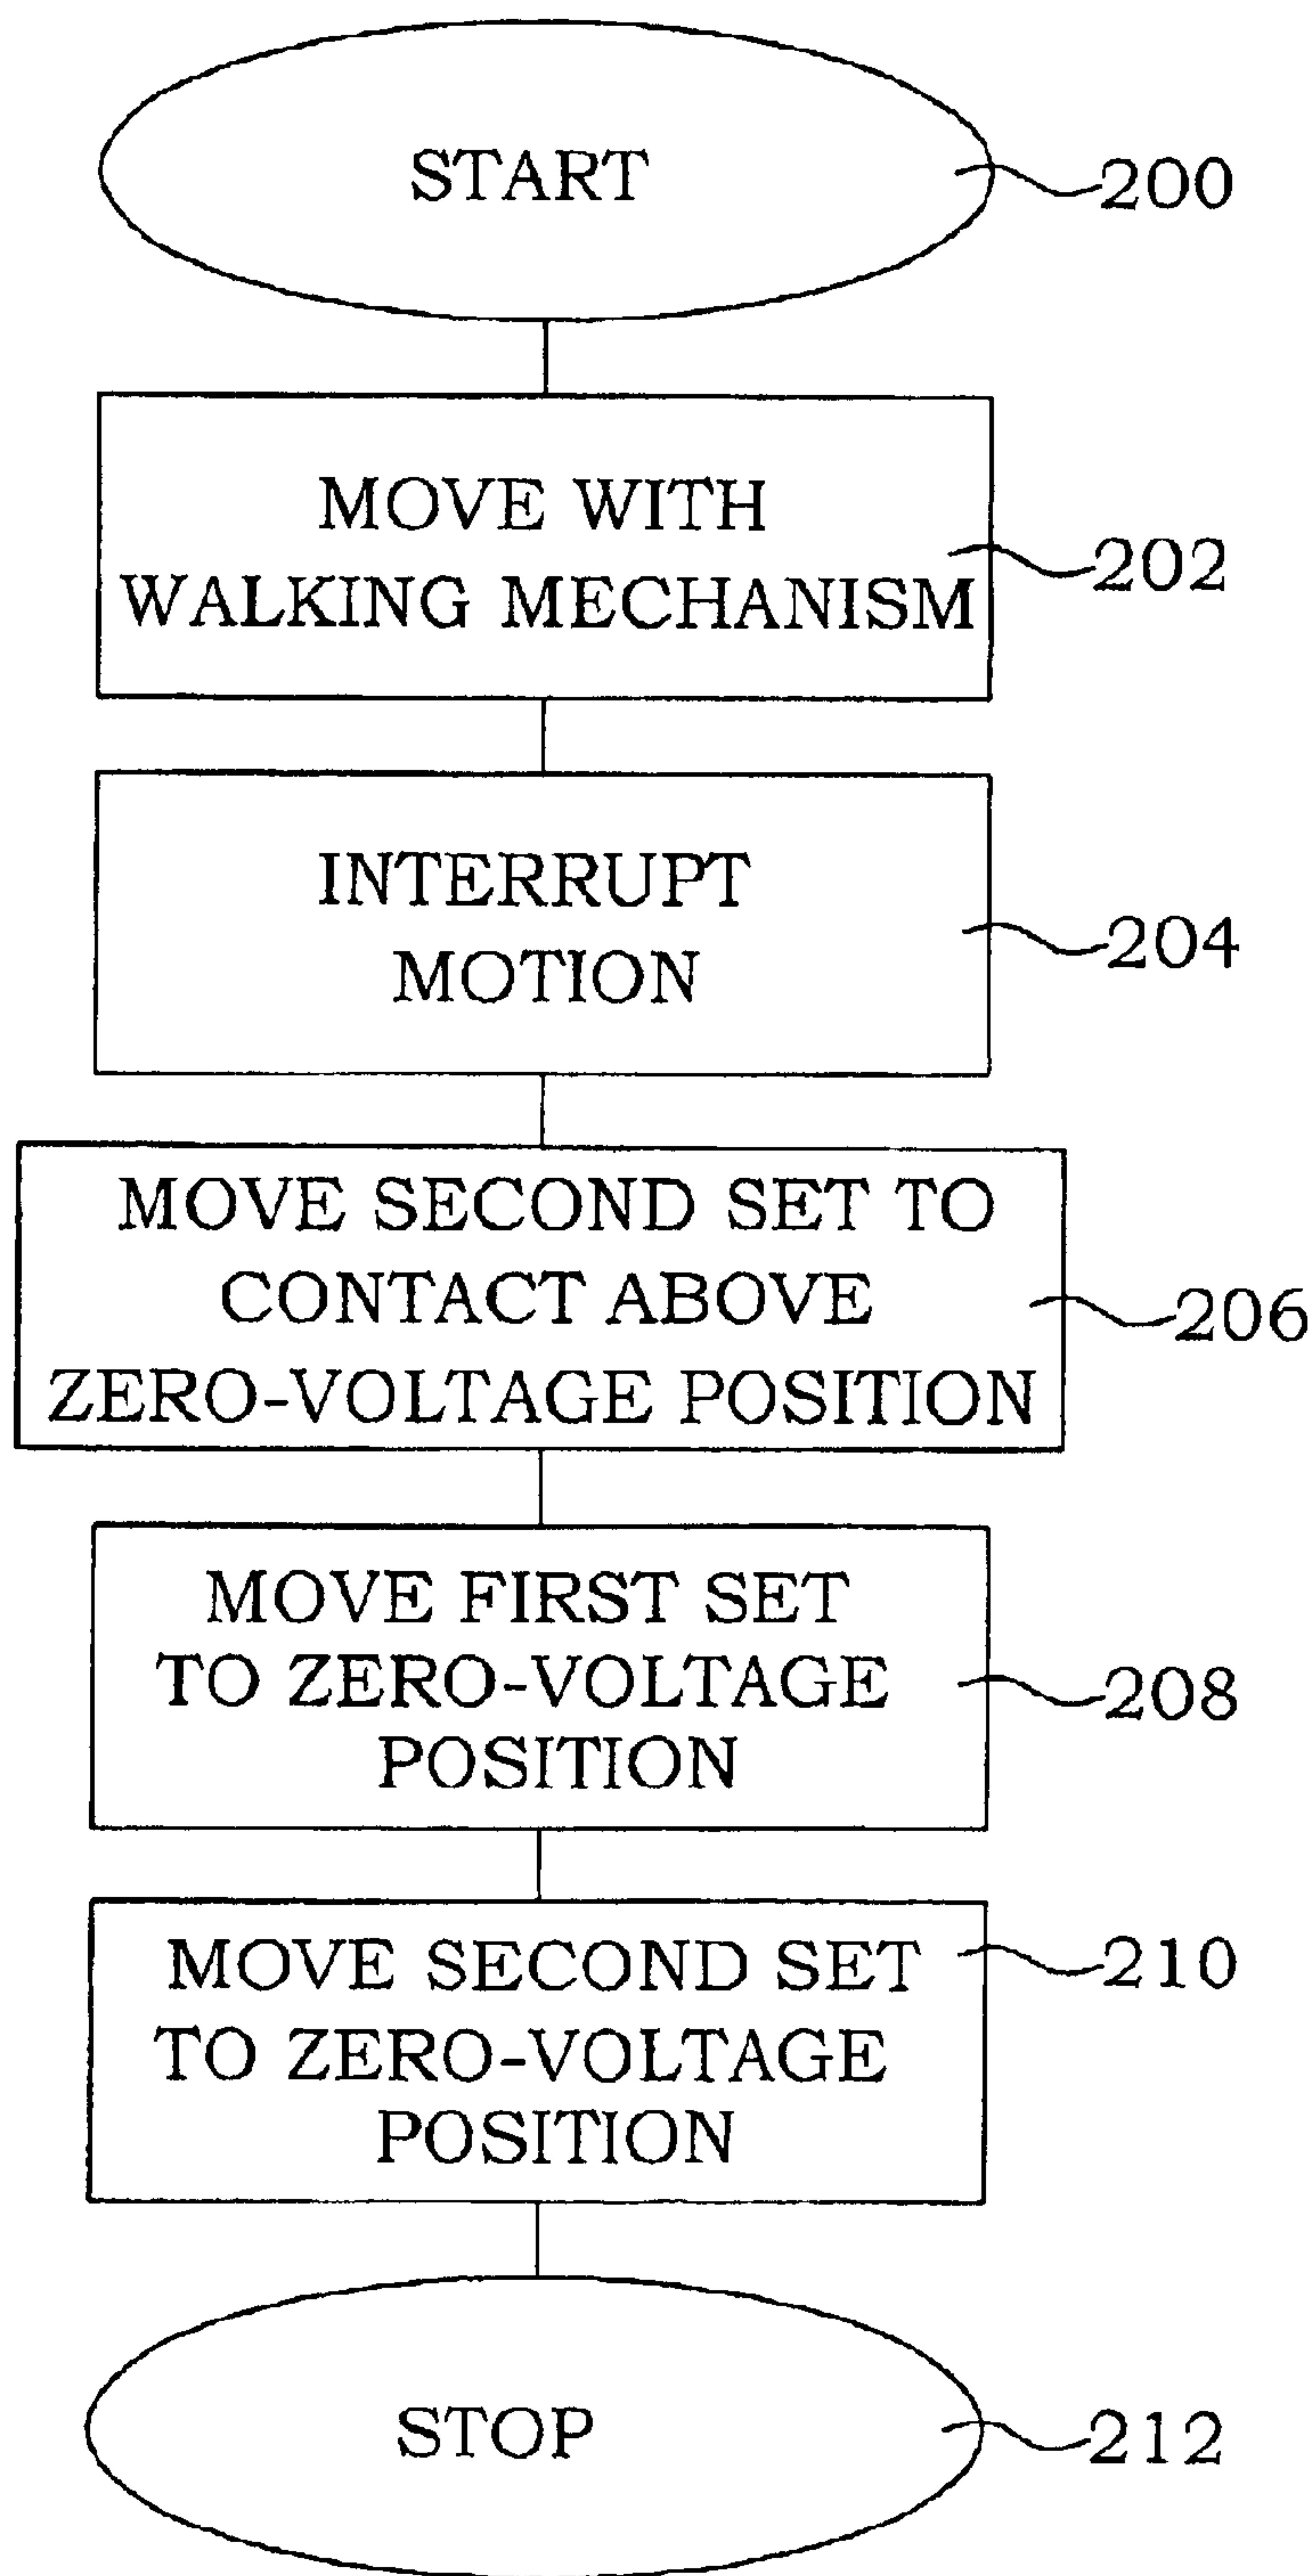 START
200
MOVE WITH
WALKING MECHANISM
202
INTERRUPT
MOTION
204
MOVE SECOND SET TO
CONTACT ABOVE
ZERO-VOLTAGE POSITION
206
MOVE FIRST SET
TO ZERO-VOLTAGE
POSITION
208
MOVE SECOND SET
TO ZERO-VOLTAGE
POSITION
210
STOP
212